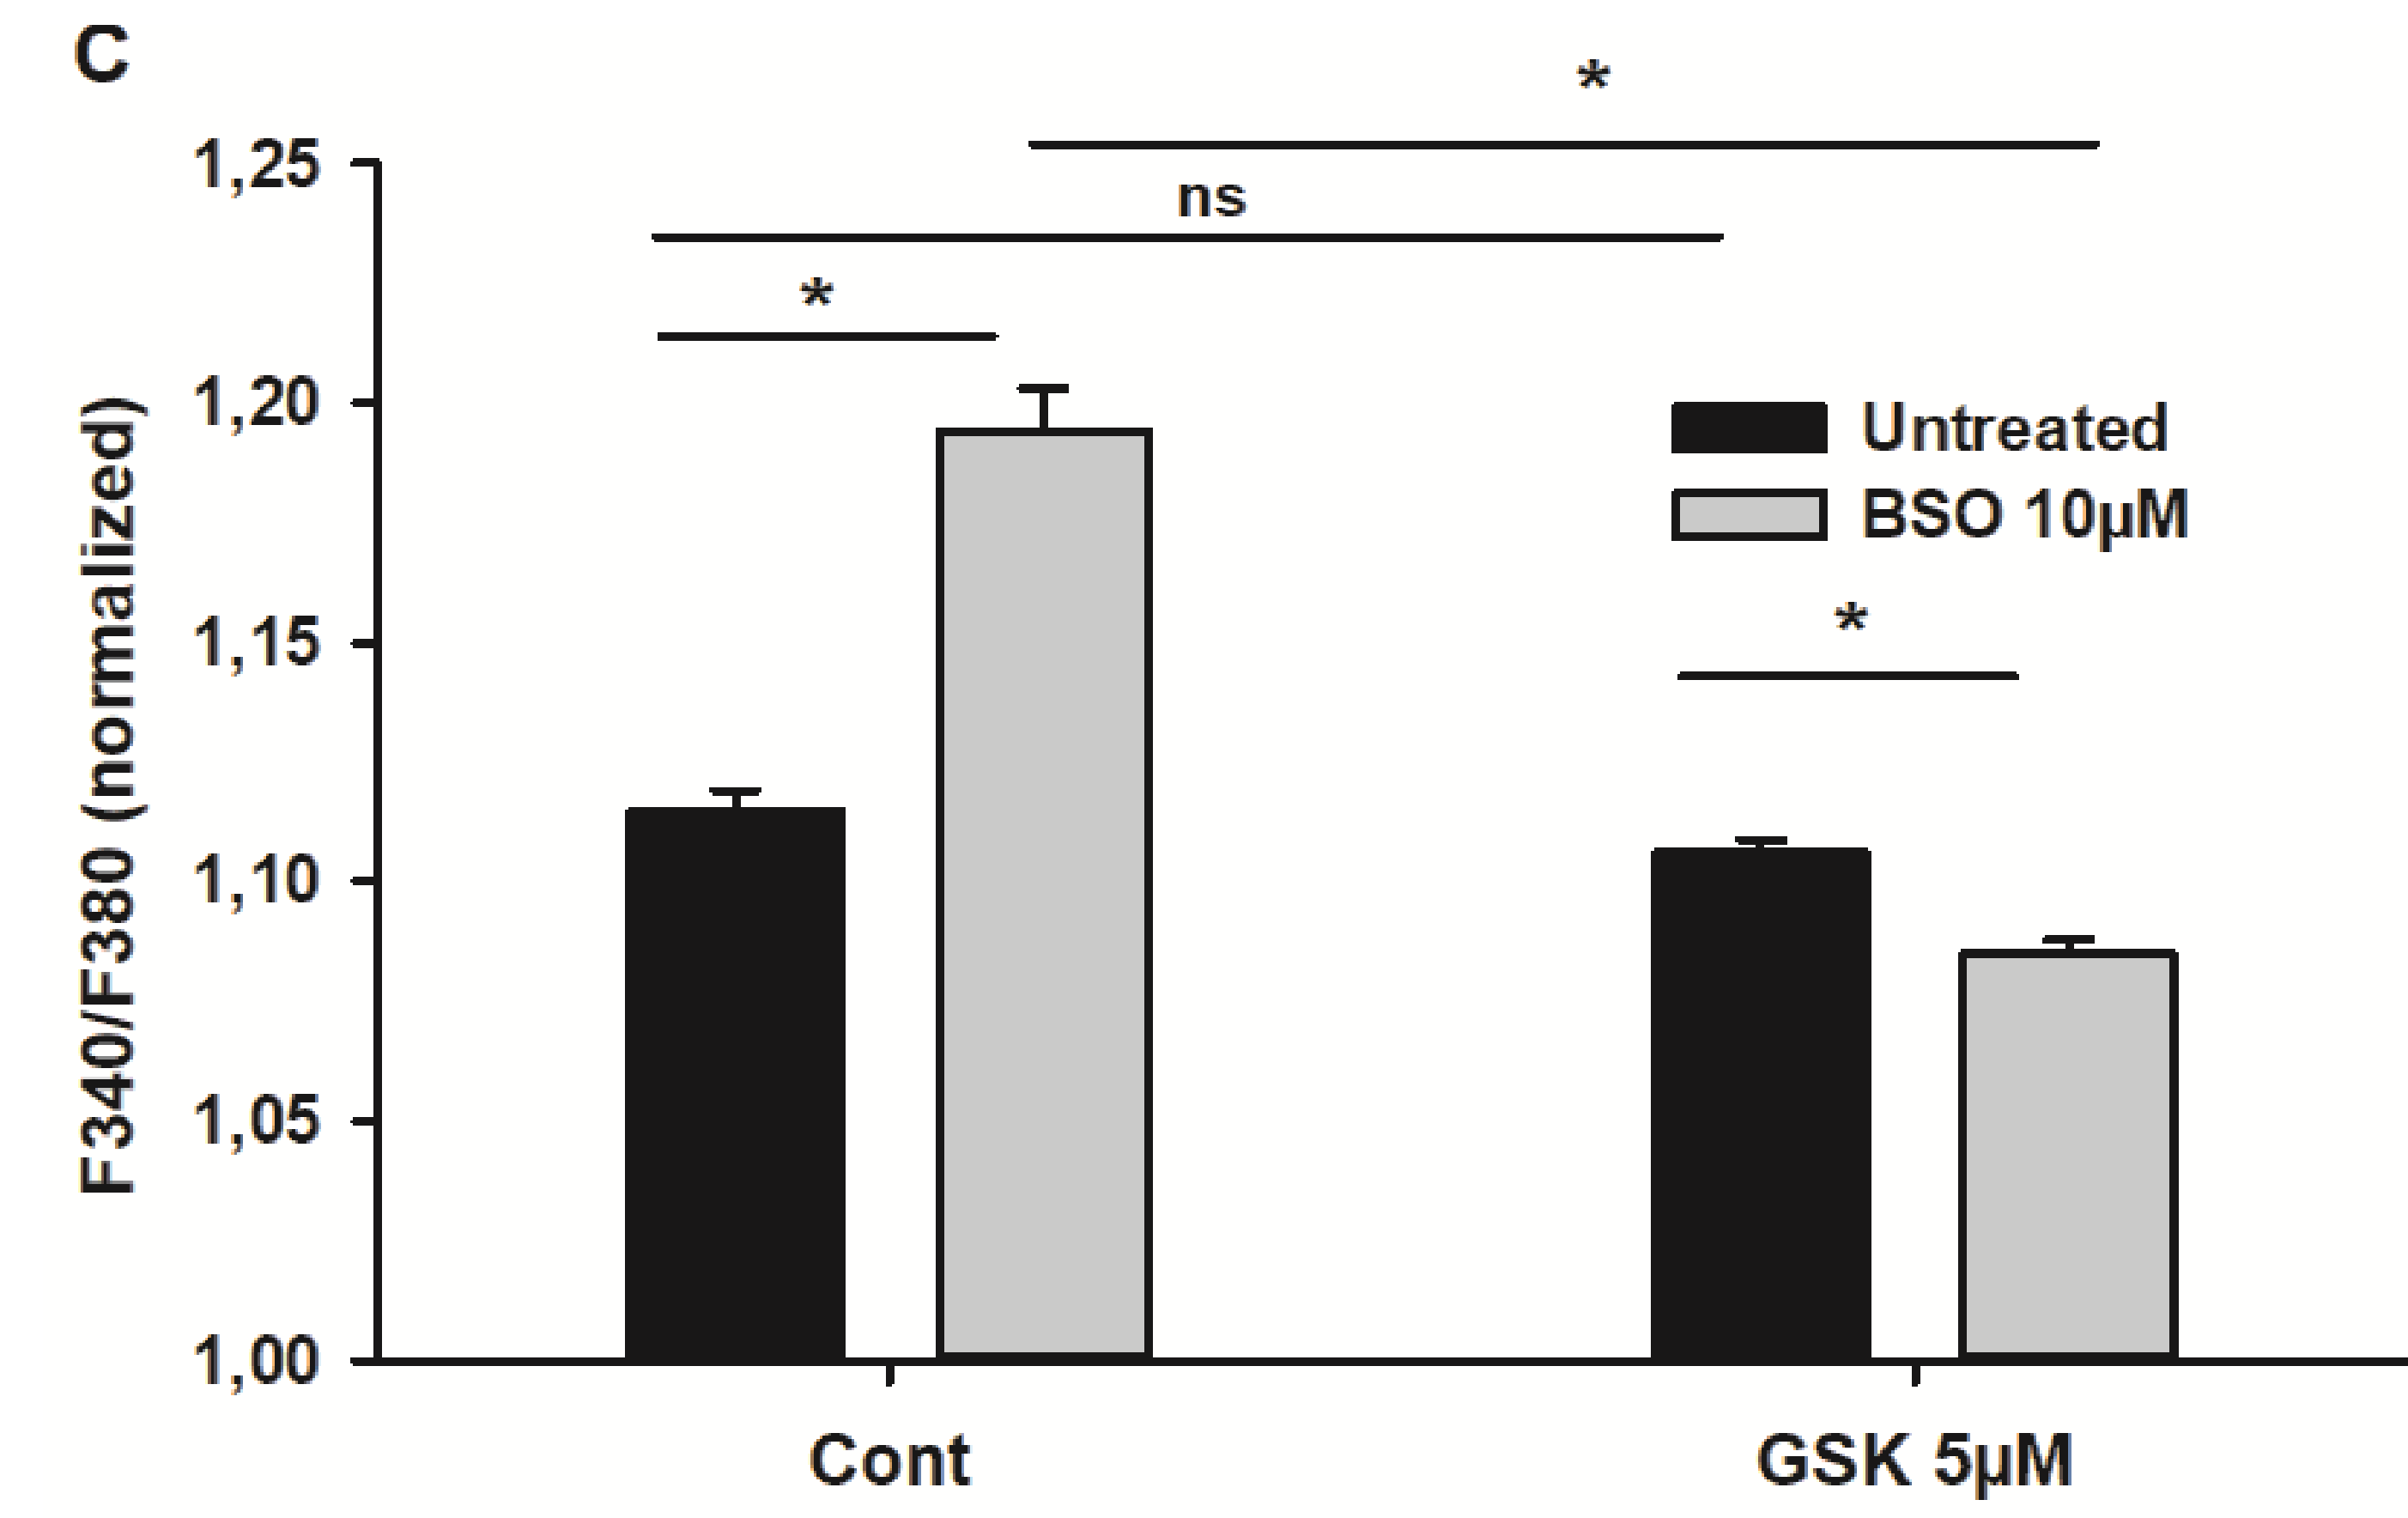 C
*
1,25
ns
*
1,20
Untreated
BSO 10µM
1,15
*
1,10
1,05
1,00
F340/F380 (normalized)
Cont
GSK 5µM